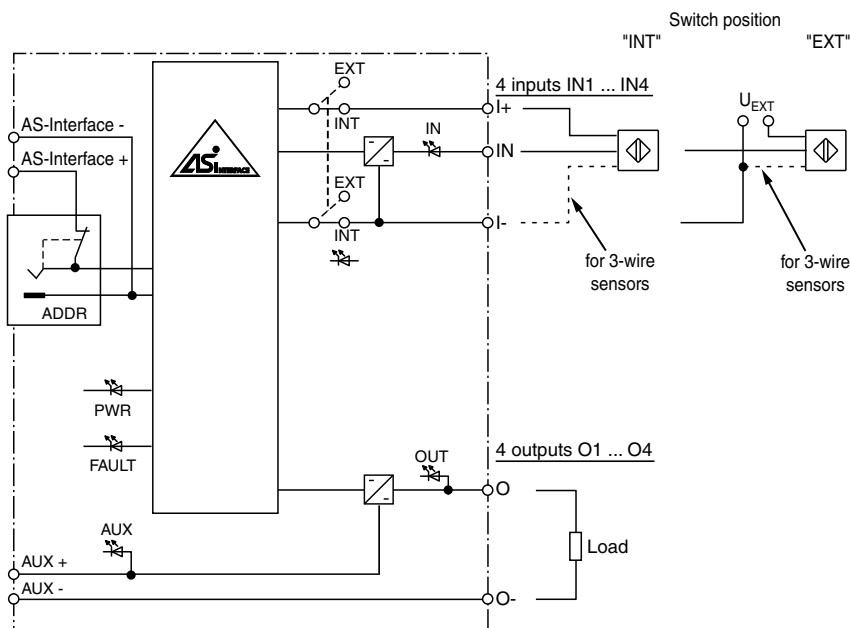 Switch position
"INT"
"EXT"
EXT
4 inputs IN1 ... IN4
UEXT
I+
AS-Interface -
INT
IN
AS-Interface +
ASI INTERFACE
IN
EXT
I-
INT
for 3-wire
sensors
for 3-wire
sensors
ADDR
PWR
4 outputs O1 ... O4
OUT
FAULT
O
AUX
Load
AUX +
AUX -
O-